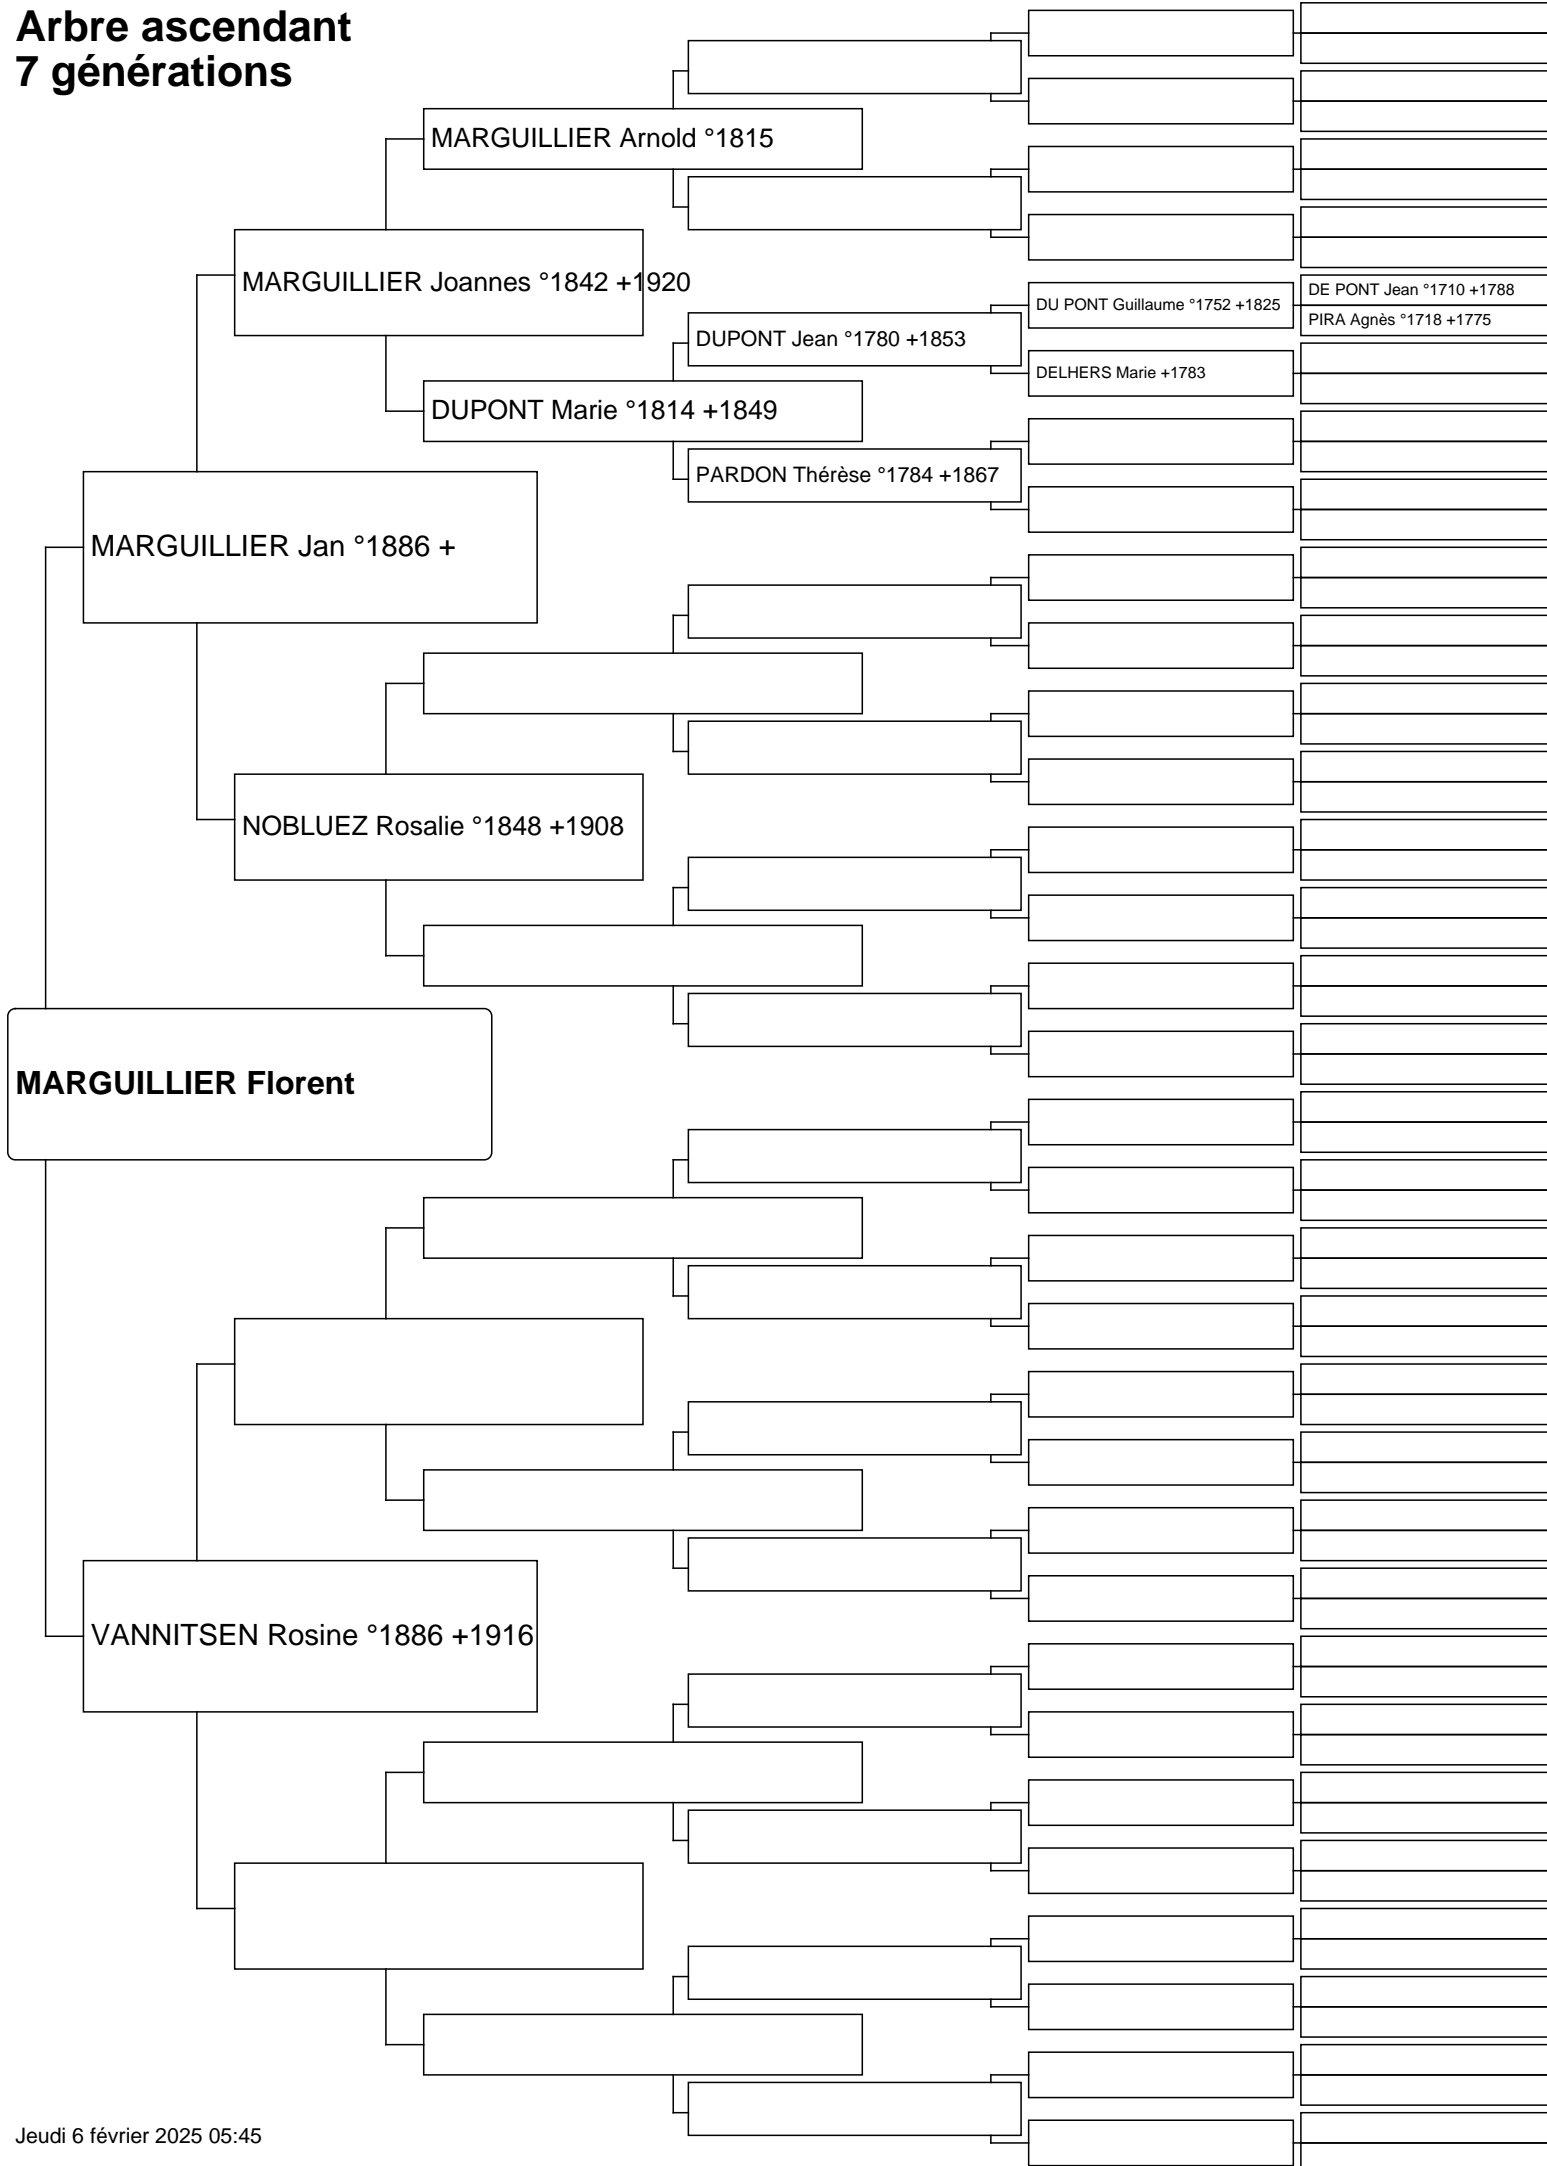 Arbre ascendant
7 générations
MARGUILLIER Arnold °1815
MARGUILLIER Joannes °1842 +1920
DU PONT Guillaume °1752 +1825
DE PONT Jean °1710 +1788
PIRA Agnès °1718 +1775
DUPONT Jean °1780 +1853
DELHERS Marie +1783
DUPONT Marie °1814 +1849
PARDON Thérèse °1784 +1867
MARGUILLIER Jan °1886 +
NOBLUEZ Rosalie °1848 +1908
MARGUILLIER Florent
VANNITSEN Rosine °1886 +1916
Jeudi 6 février 2025 05:45